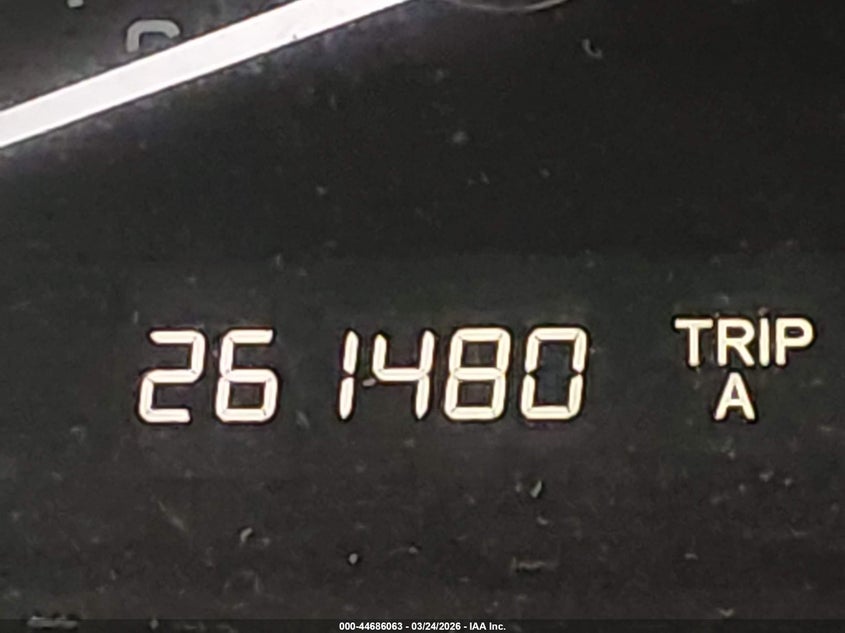 261480 TRIP
A
000-44686063 - 03/24/2026 - IAA Inc.